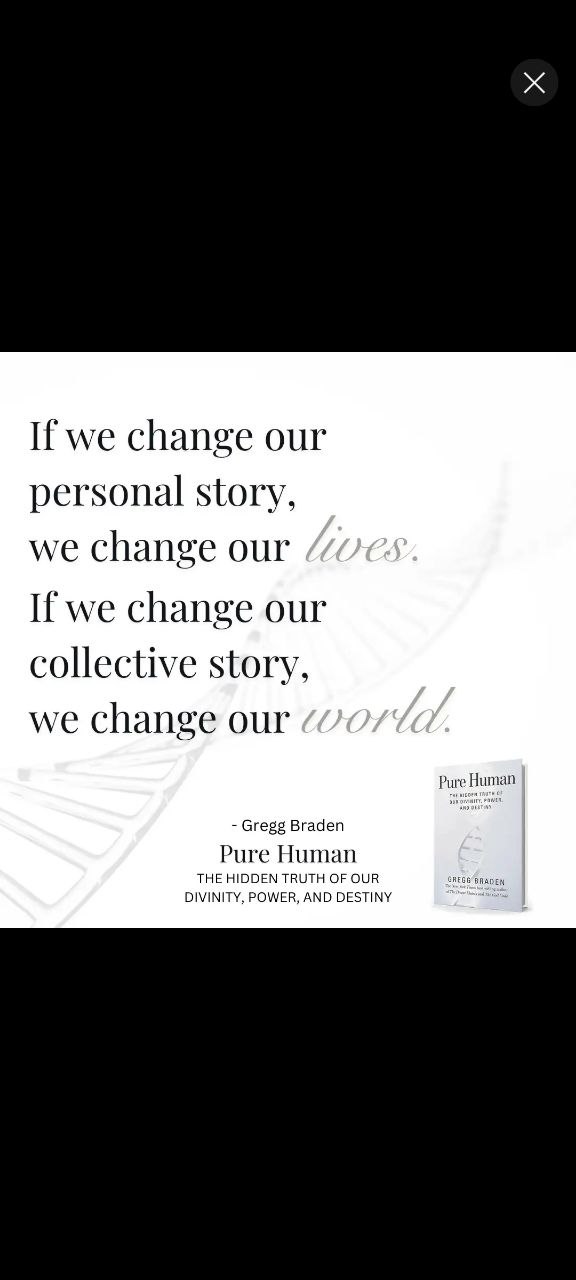 If we change our
personal story,
we change our lives.
If we change our
collective story,
we change our world.
- Gregg Braden
Pure Human
THE HIDDEN TRUTH OF OUR
DIVINITY, POWER, AND DESTINY
Pure Human
THE HIDDEN TRUTH OF
OUR DIVINITY, POWER,
AND DESTINY
GREGG BRADEN